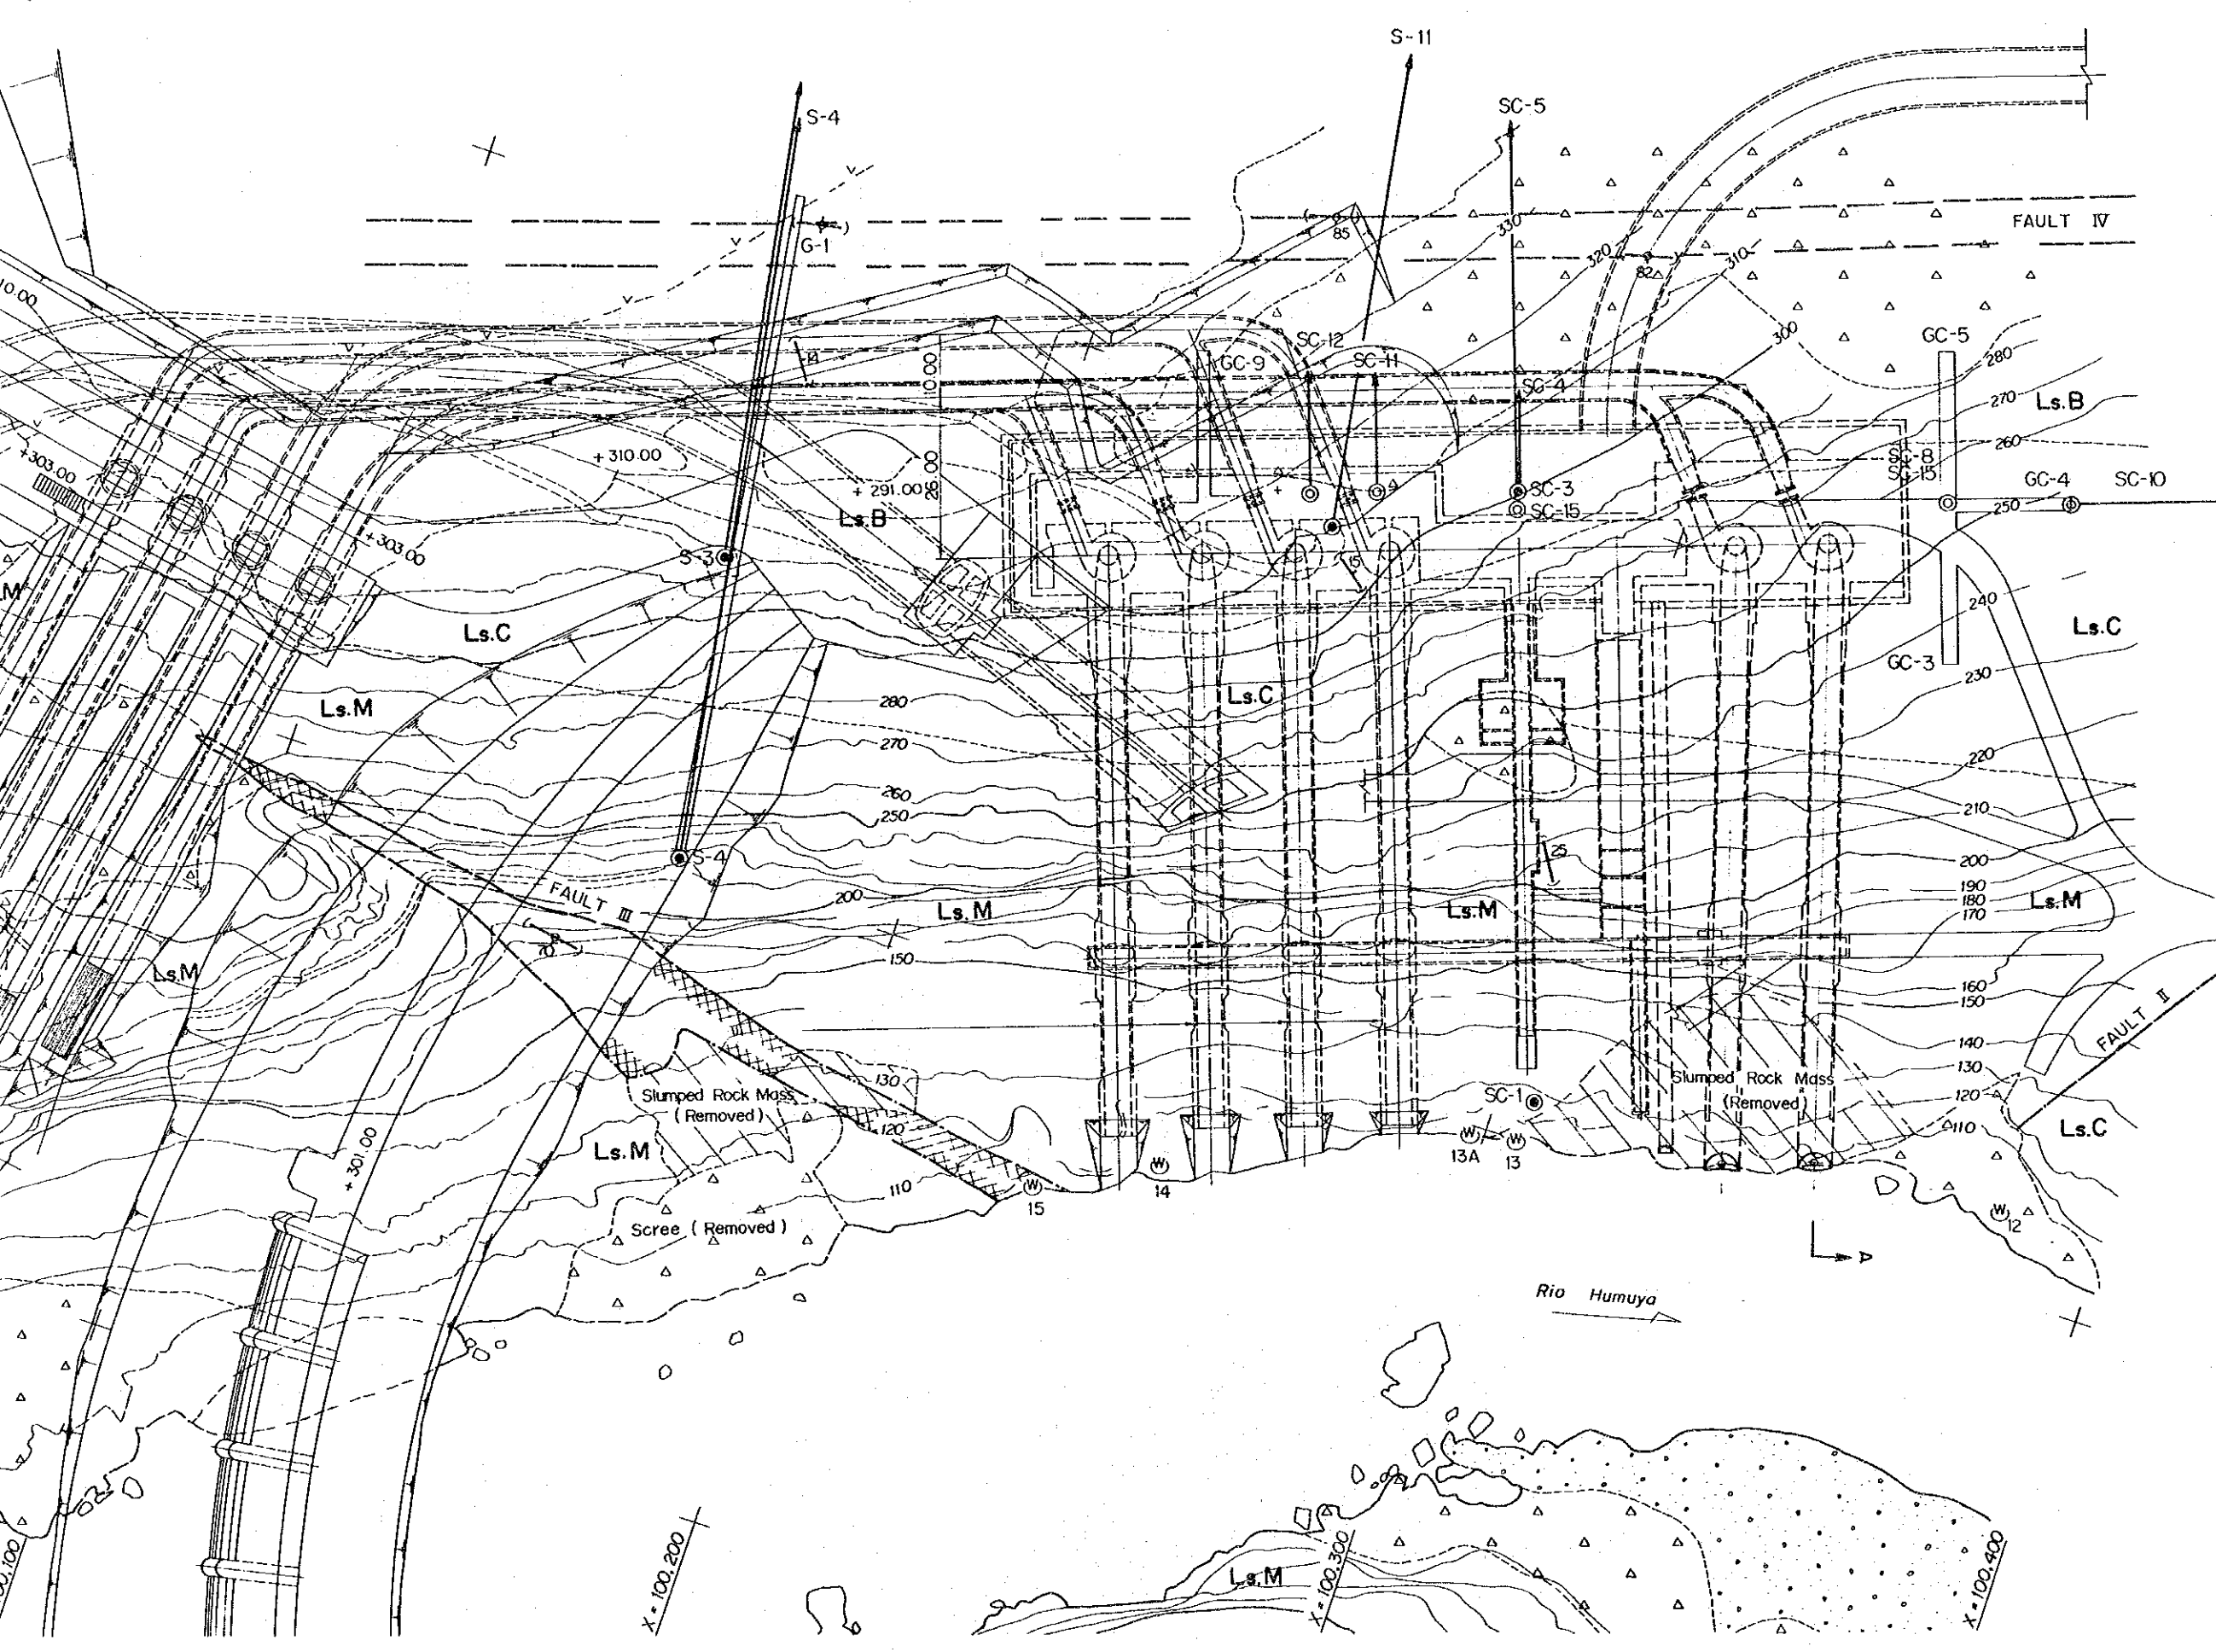 S-11
SC-5
S-4
FAULT IV
G-1
85
330
320
310
82
10.00
300
SC-12
GC-9
SC-11
GC-5
280
SC-4
270
Ls.B
10.00
260
+303.00
+310.00
+ 291.00
Ls.B
SC-3
SC-15
SC-8
SC-15
GC-4
SC-10
250
+303.00
S-3
15
240
Ls.C
Ls.C
GC-3
230
Ls.M
Ls.C
280
270
220
260
250
210
S-4
25
200
FAULT III
200
190
180
170
Ls.M
Ls.M
Ls.M
70
150
Ls.M
160
150
FAULT II
140
130
130
Slumped Rock Mass
(Removed)
Slumped Rock Mass
(Removed)
120
120
110
SC-1
Ls.M
Ls.C
+301.00
W
13A
W
13
W
14
W
15
110
W
12
Scree ( Removed )
Rio Humuya
X = 100,200
X = 100,300
X = 100,400
Ls.M